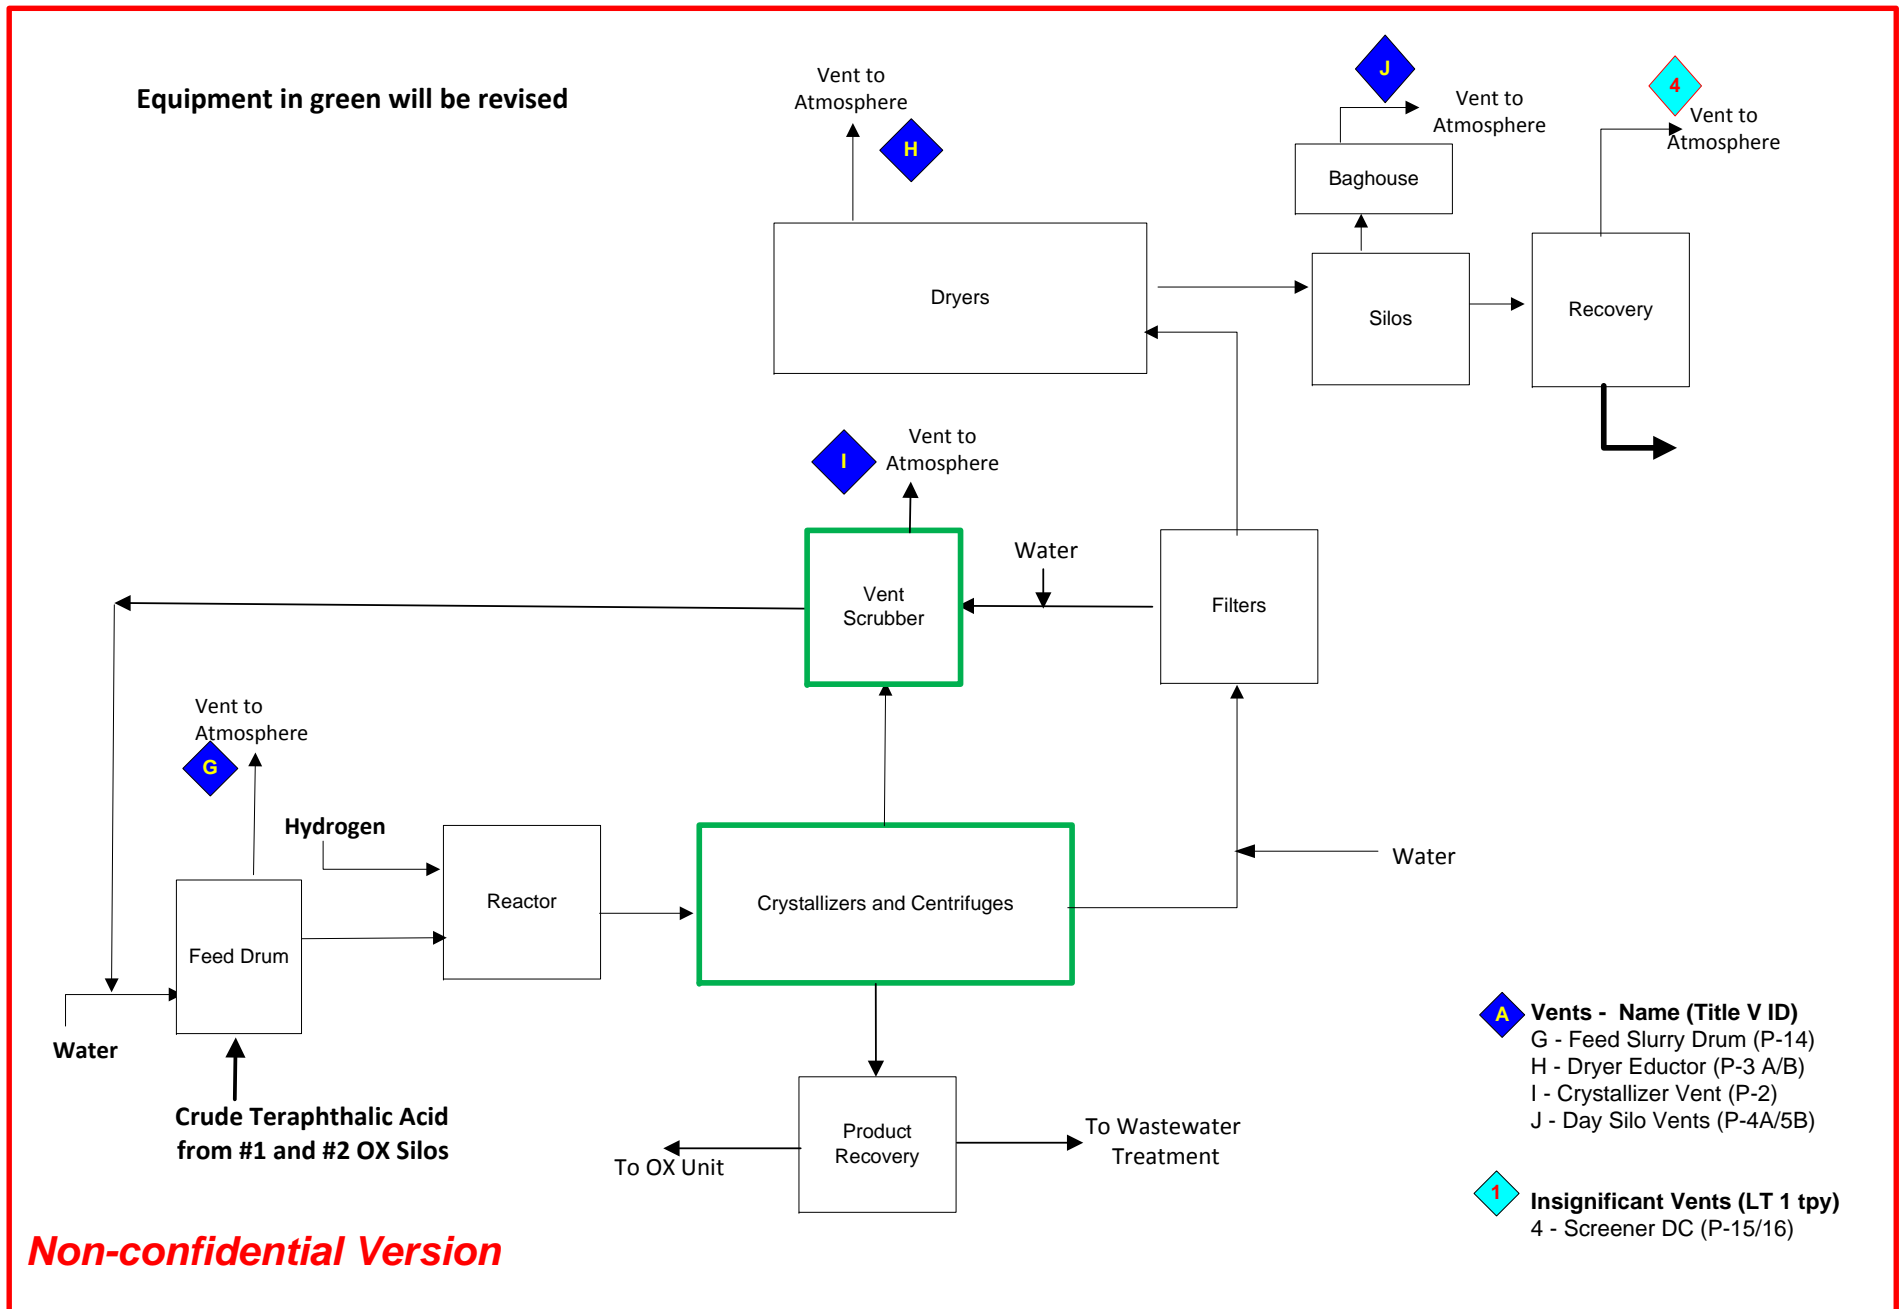 Equipment in green will be revised
Vent to
Atmosphere
H
J
Vent to
Atmosphere
4
Vent to
Atmosphere
Baghouse
Dryers
Silos
Recovery
I
Vent to
Atmosphere
Vent
Scrubber
Water
Filters
Vent to
Atmosphere
G
Hydrogen
Reactor
Crystallizers and Centrifuges
Water
Feed Drum
Water
Crude Teraphthalic Acid
from #1 and #2 OX Silos
Product
Recovery
To OX Unit
To Wastewater
Treatment
A
Vents - Name (Title V ID)
G - Feed Slurry Drum (P-14)
H - Dryer Eductor (P-3 A/B)
I - Crystallizer Vent (P-2)
J - Day Silo Vents (P-4A/5B)
1
Insignificant Vents (LT 1 tpy)
4 - Screener DC (P-15/16)
Non-confidential Version